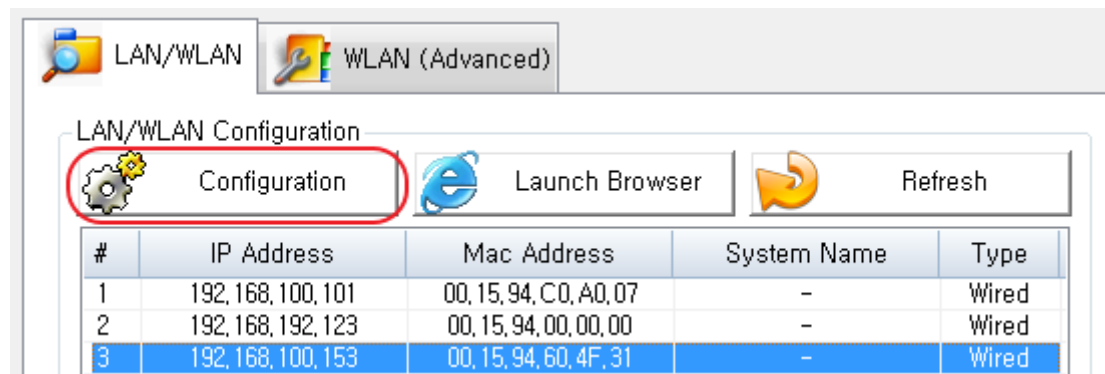 LAN/WLAN WLAN (Advanced)
LAN/WLAN Configuration
Configuration Launch Browser Refresh
# IP Address Mac Address System Name Type
1 192,168,100,101 00,15,94,C0,A0,07 - Wired
2 192,168,192,123 00,15,94,00,00,00 - Wired
3 192,168,100,153 00,15,94,60,4F,31 - Wired